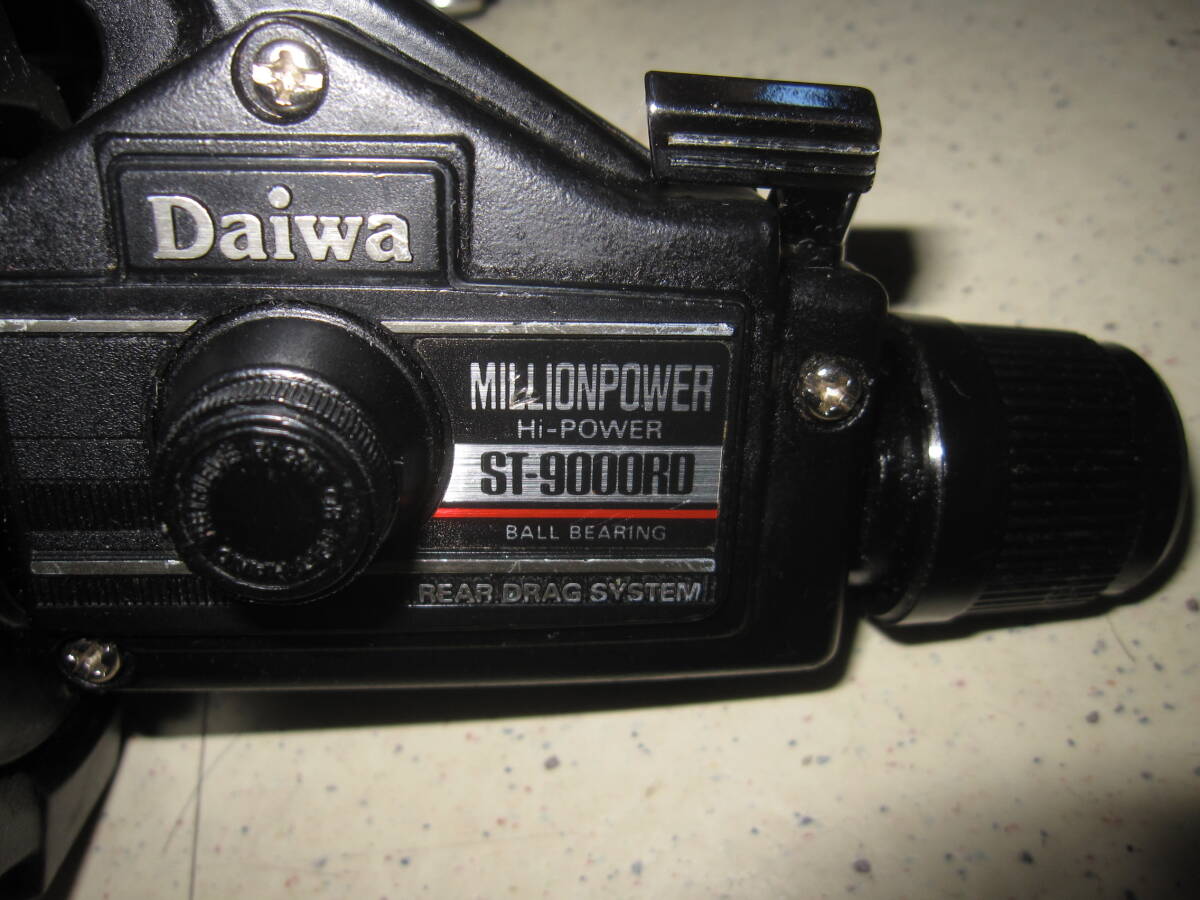 Daiwa
MILLIONPOWER
Hi-POWER
ST-9000RD
BALL BEARING
REAR DRAG SYSTEM